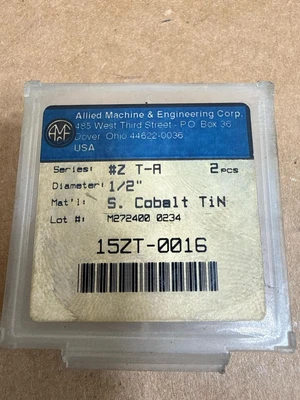 AMEC
Allied Machine & Engineering Corp.
485 West Third Street - P.O. Box 36
Dover, Ohio 44622-0036
USA
Series: #Z T-A 2 pcs
Diameter: 1/2"
Mat'l: S. Cobalt TiN
Lot #: M272400 0234
15ZT-0016